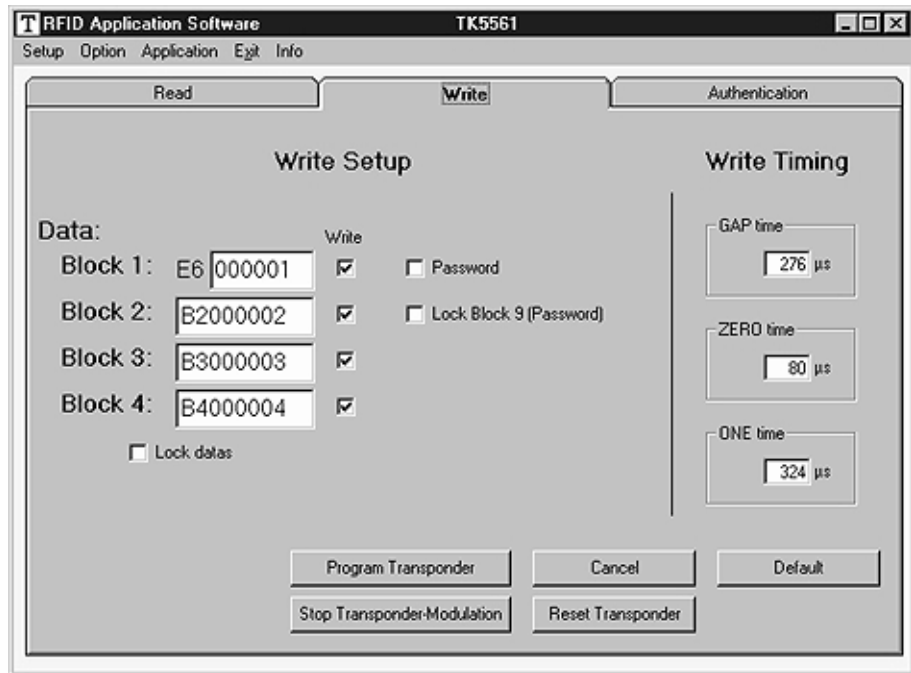 T RFID Application Software TK5561
Setup Option Application Exit Info
Read Write Authentication
Write Setup Write Timing
Data: Write
Block 1: E6 000001 Password
Block 2: B2000002 Lock Block 9 (Password)
Block 3: B3000003
Block 4: B4000004
Lock datas
GAP time
276 µs
ZERO time
80 µs
ONE time
324 µs
Program Transponder Cancel Default
Stop Transponder-Modulation Reset Transponder